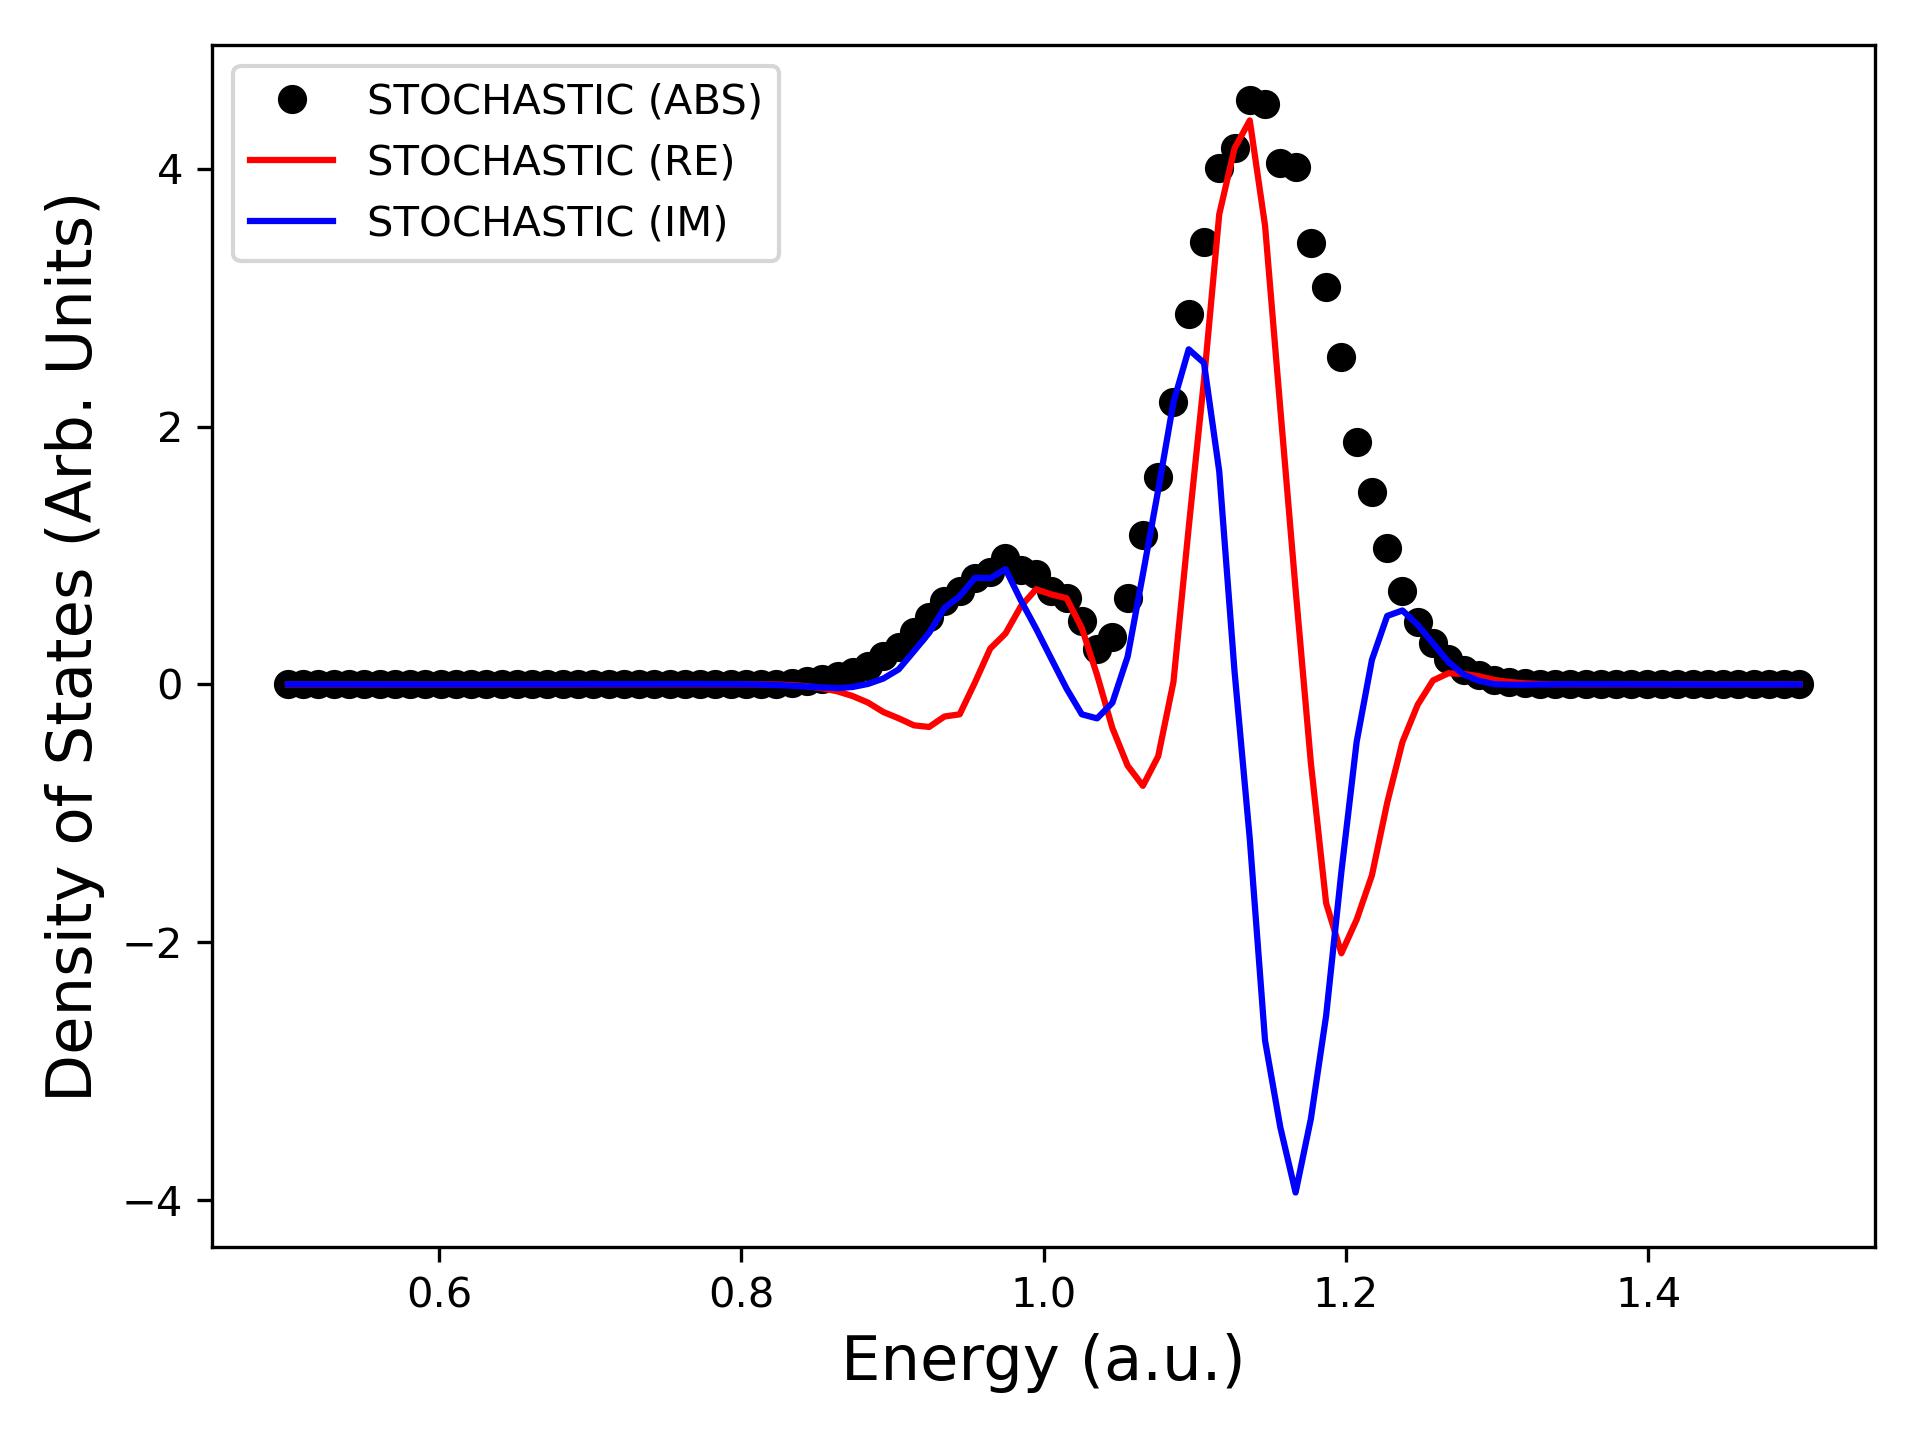 STOCHASTIC (ABS)
STOCHASTIC (RE)
STOCHASTIC (IM)
Density of States (Arb. Units)
4
2
0
−2
−4
0.6 0.8 1.0 1.2 1.4
Energy (a.u.)